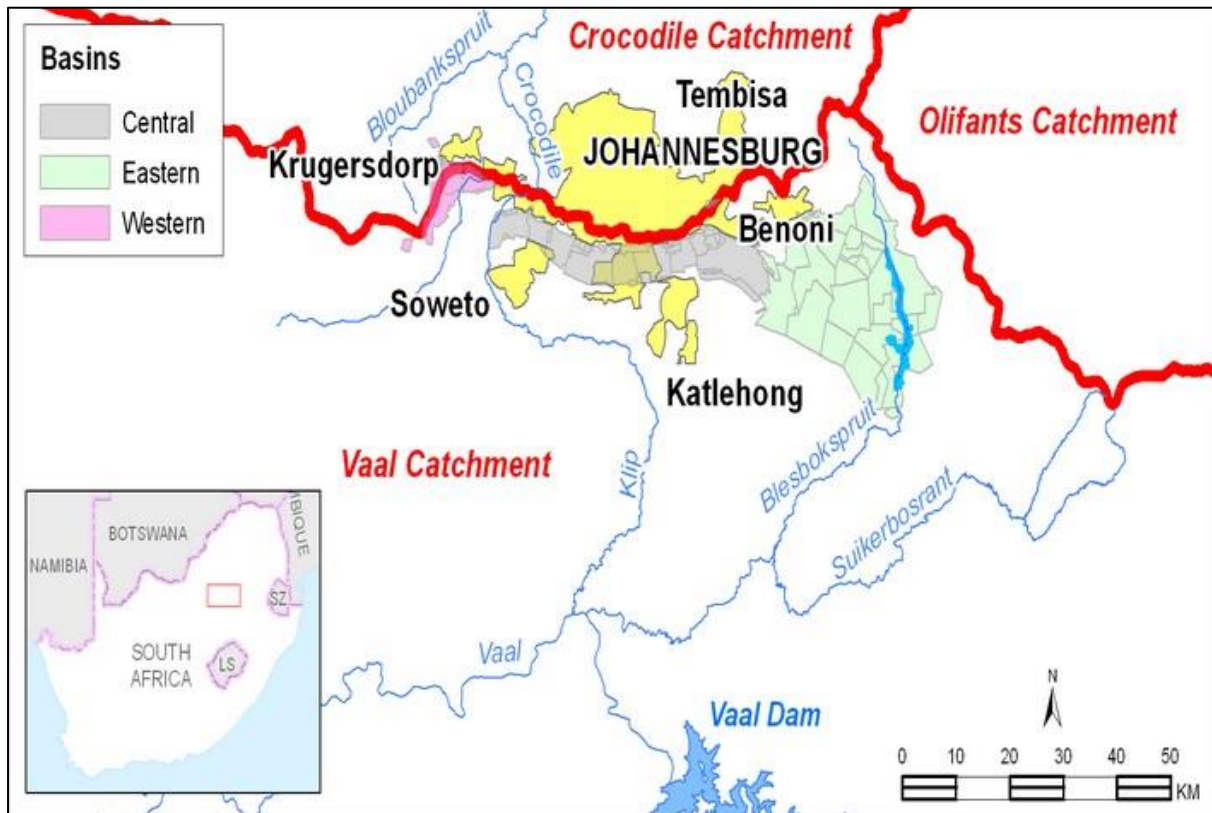 Basins
Central
Eastern
Western
Crocodile Catchment
Bloubankspruit
Crocodile
Tembisa
Olifants Catchment
JOHANNESBURG
Krugersdorp
Benoni
Soweto
Katlehong
Vaal Catchment
Klip
Blesbokspruit
Suikerbosrant
Vaal
Vaal Dam
NAMIBIA
BOTSWANA
MBIQUE
SZ
SOUTH
AFRICA
LS
N
0 10 20 30 40 50
KM